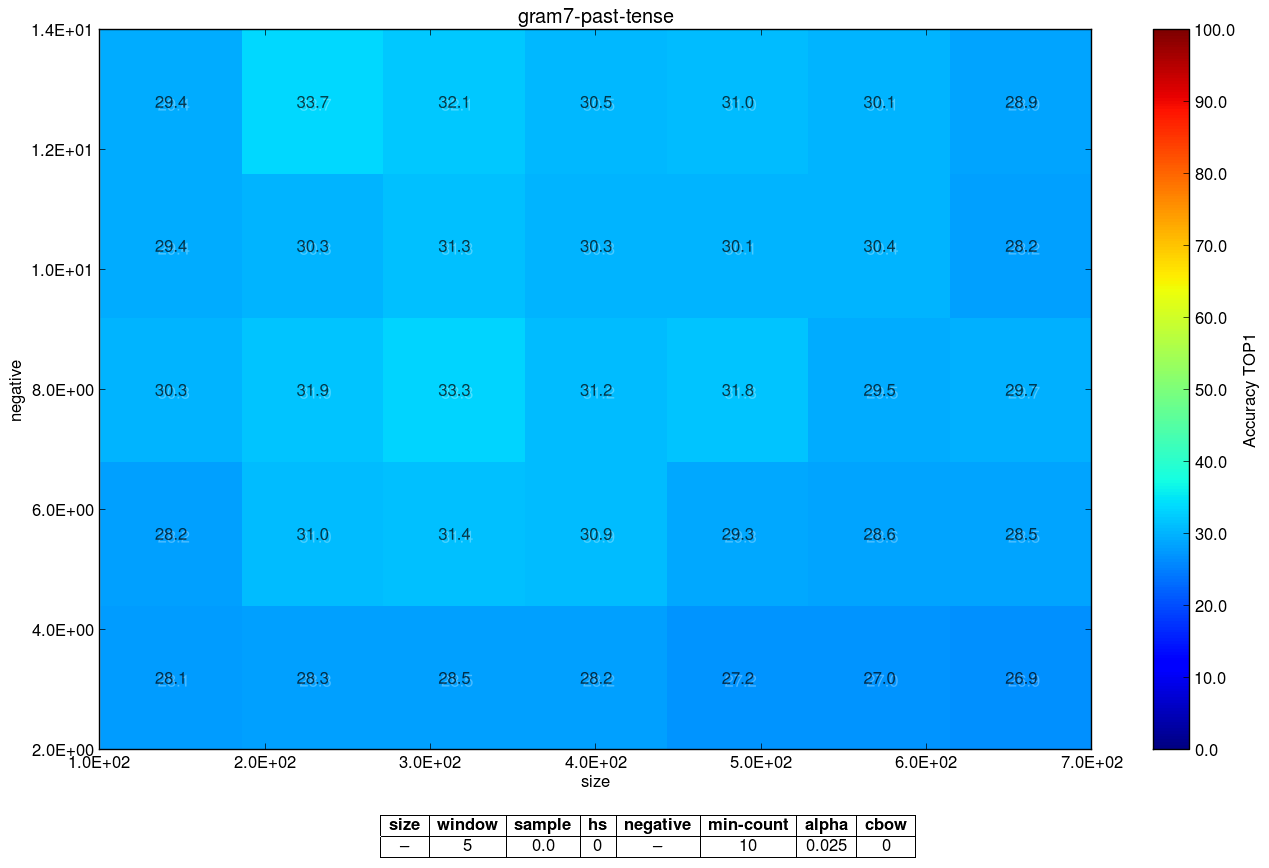 gram7-past-tense
1.4E+01
29.4 33.7 32.1 30.5 31.0 30.1 28.9
1.2E+01
29.4 30.3 31.3 30.3 30.1 30.4 28.2
1.0E+01
30.3 31.9 33.3 31.2 31.8 29.5 29.7
8.0E+00
negative
6.0E+00
28.2 31.0 31.4 30.9 29.3 28.6 28.5
4.0E+00
28.1 28.3 28.5 28.2 27.2 27.0 26.9
2.0E+00
1.0E+02 2.0E+02 3.0E+02 4.0E+02 5.0E+02 6.0E+02 7.0E+02
size
100.0
90.0
80.0
70.0
60.0
50.0
40.0
30.0
20.0
10.0
0.0
Accuracy TOP1
size window sample hs negative min-count alpha cbow
– 5 0.0 0 – 10 0.025 0